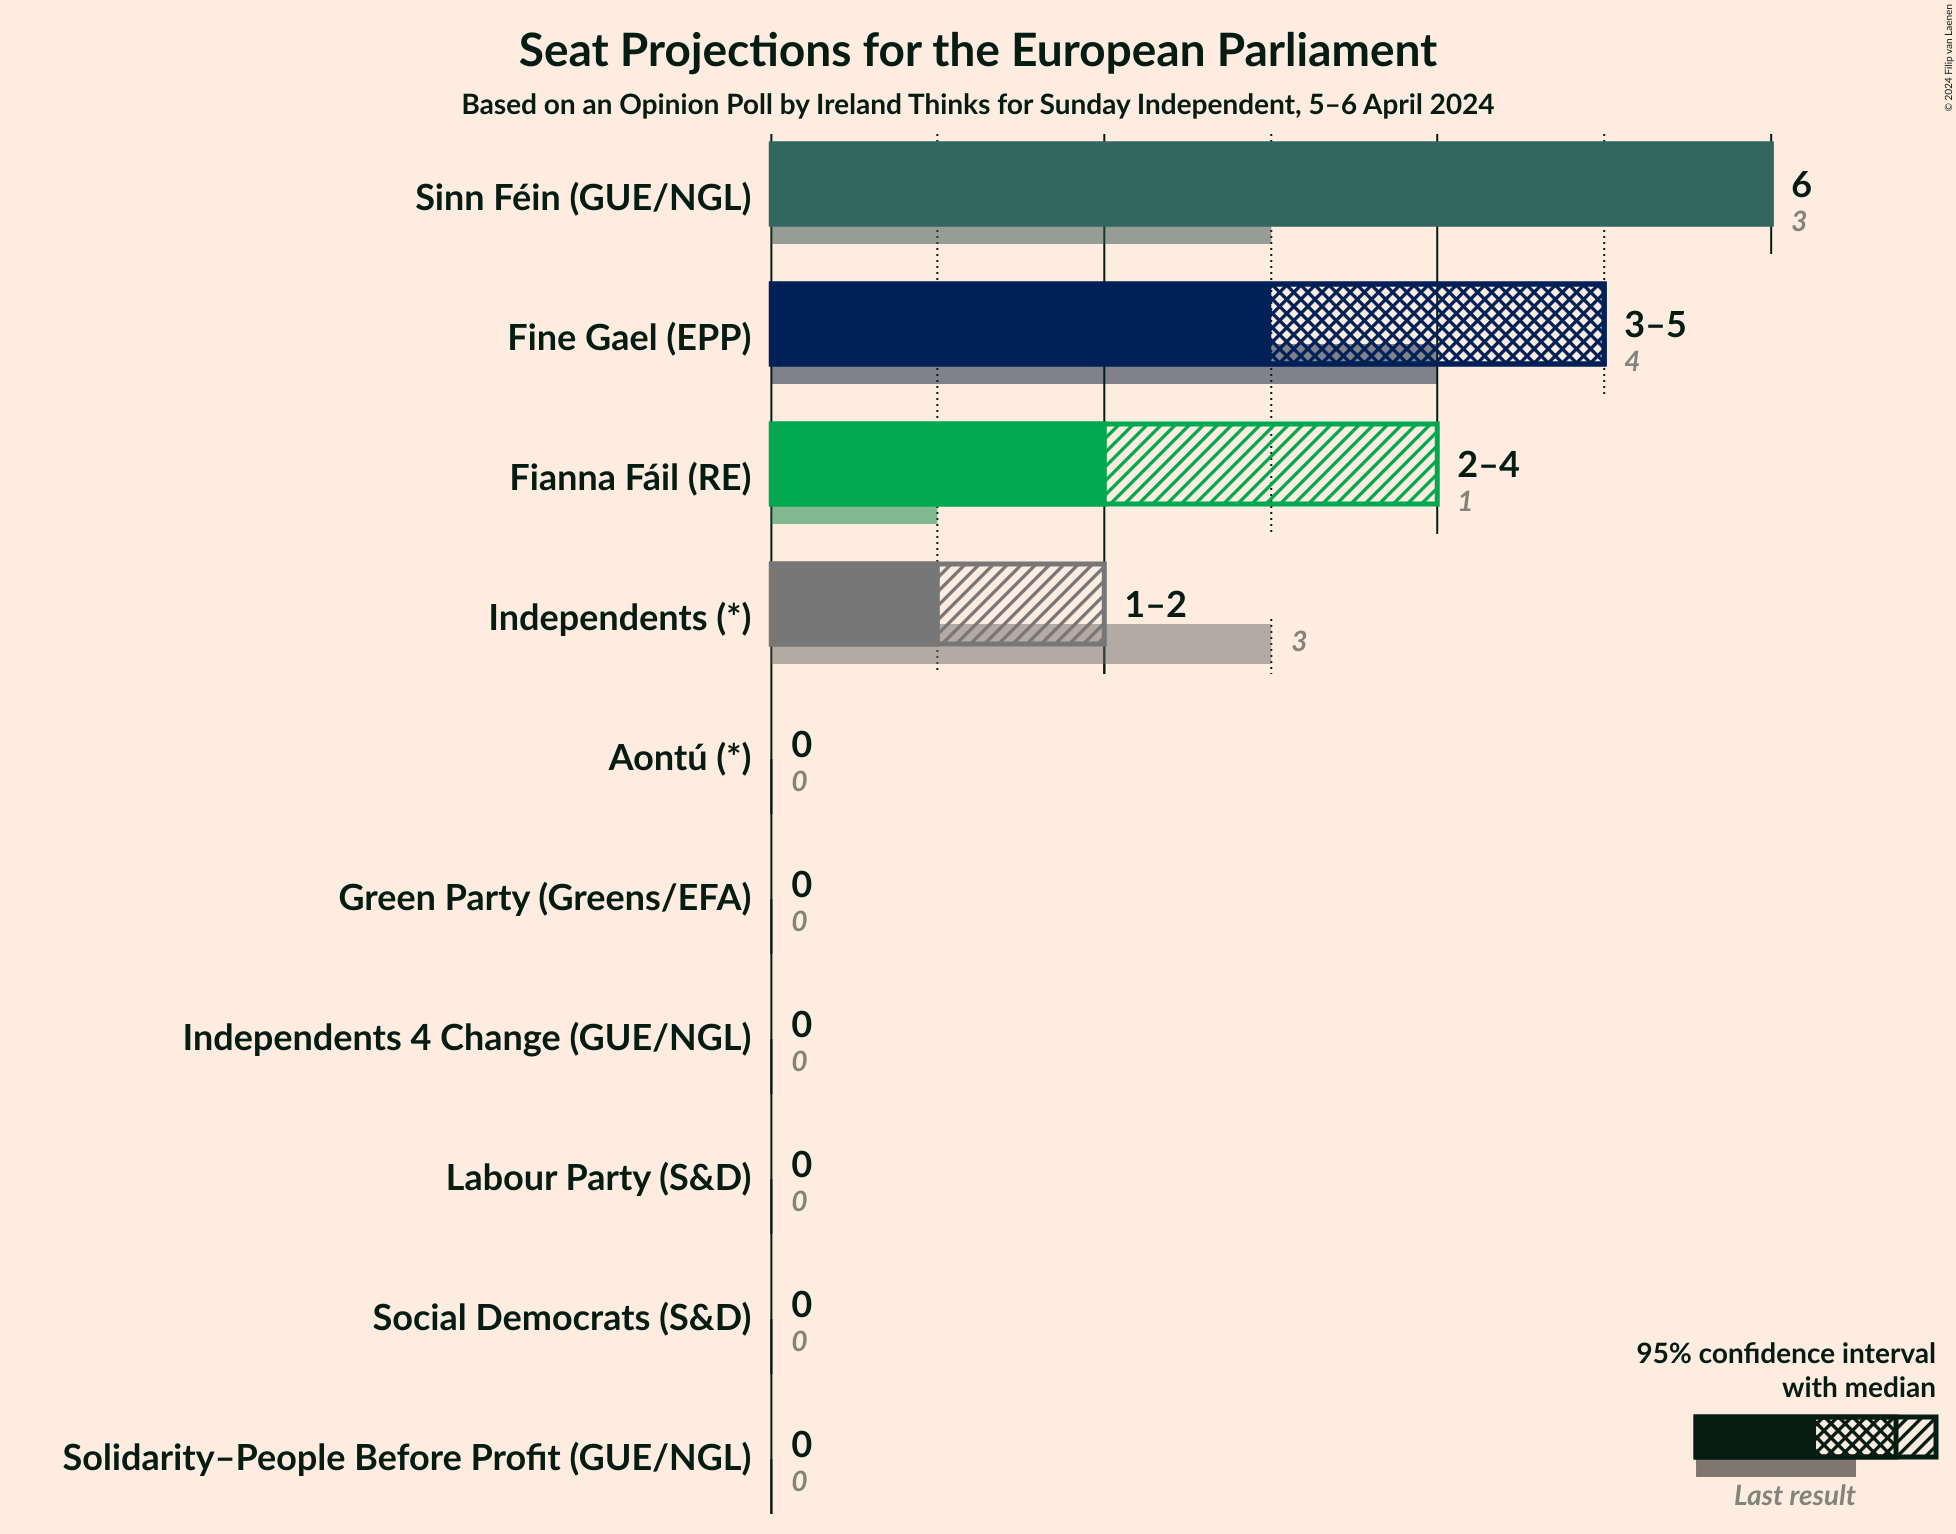 Seat Projections for the European Parliament
Based on an Opinion Poll by Ireland Thinks for Sunday Independent, 5–6 April 2024
© 2024 Filip van Laenen
Sinn Féin (GUE/NGL)
6
3
Fine Gael (EPP)
3–5
4
Fianna Fáil (RE)
2–4
1
Independents (*)
1–2
3
Aontú (*)
0
0
Green Party (Greens/EFA)
0
0
Independents 4 Change (GUE/NGL)
0
0
Labour Party (S&D)
0
0
Social Democrats (S&D)
0
0
Solidarity–People Before Profit (GUE/NGL)
0
0
95% confidence interval
with median
Last result